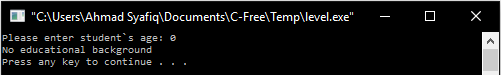 "C:\Users\Ahmad Syafiq\Documents\C-Free\Temp\level.exe"
Please enter student`s age: 0
No educational background
Press any key to continue . . .